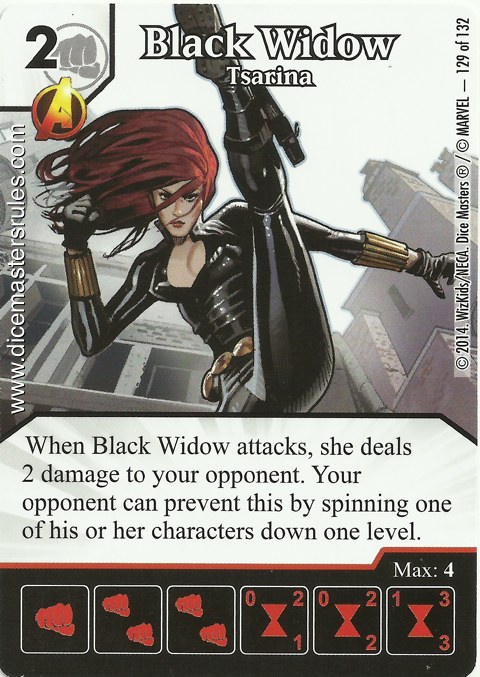 2
Black Widow
Tsarina
www.dicemastersrules.com
© 2014. WizKids/NECA. Dice Masters ® / © MARVEL — 129 of 132
When Black Widow attacks, she deals
2 damage to your opponent. Your
opponent can prevent this by spinning one
of his or her characters down one level.
Max: 4
0 2 1
0 2 2
1 3 3